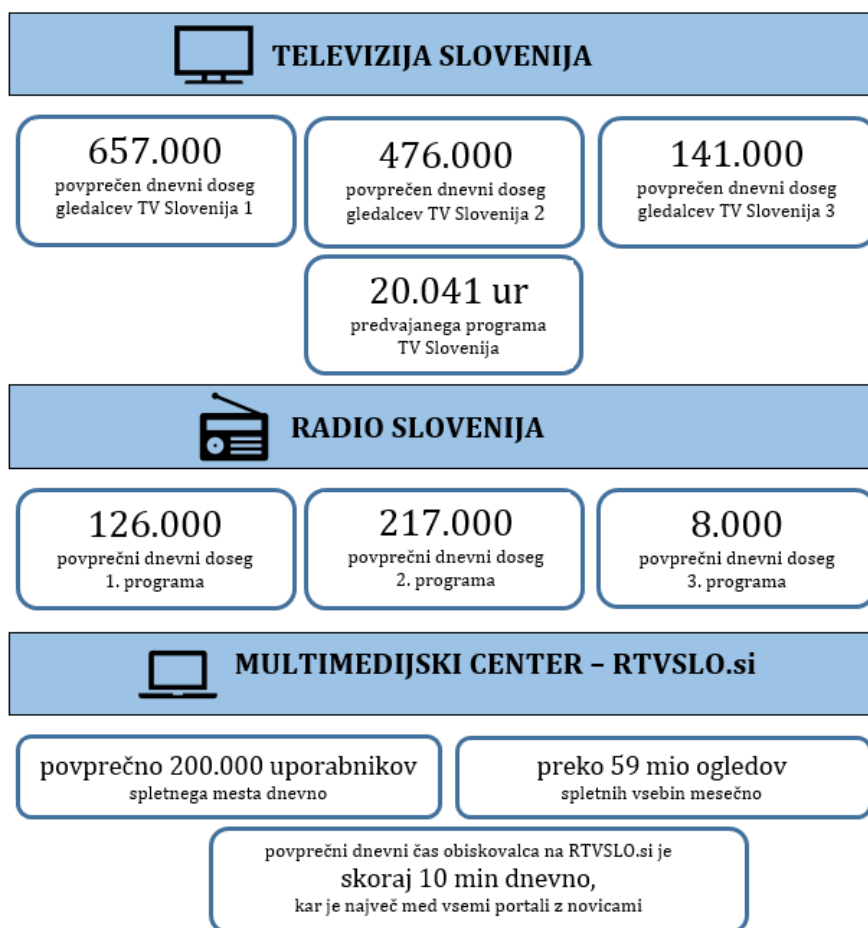 TELEVIZIJA SLOVENIJA
657.000
povprečen dnevni doseg
gledalcev TV Slovenija 1
476.000
povprečen dnevni doseg
gledalcev TV Slovenija 2
141.000
povprečen dnevni doseg
gledalcev TV Slovenija 3
20.041 ur
predvajanega programa
TV Slovenija
RADIO SLOVENIJA
126.000
povprečni dnevni doseg
1. programa
217.000
povprečni dnevni doseg
2. programa
8.000
povprečni dnevni doseg
3. programa
MULTIMEDIJSKI CENTER – RTVSLO.si
povprečno 200.000 uporabnikov
spletnega mesta dnevno
preko 59 mio ogledov
spletnih vsebin mesečno
povprečni dnevni čas obiskovalca na RTVSLO.si je
skoraj 10 min dnevno,
kar je največ med vsemi portali z novicami